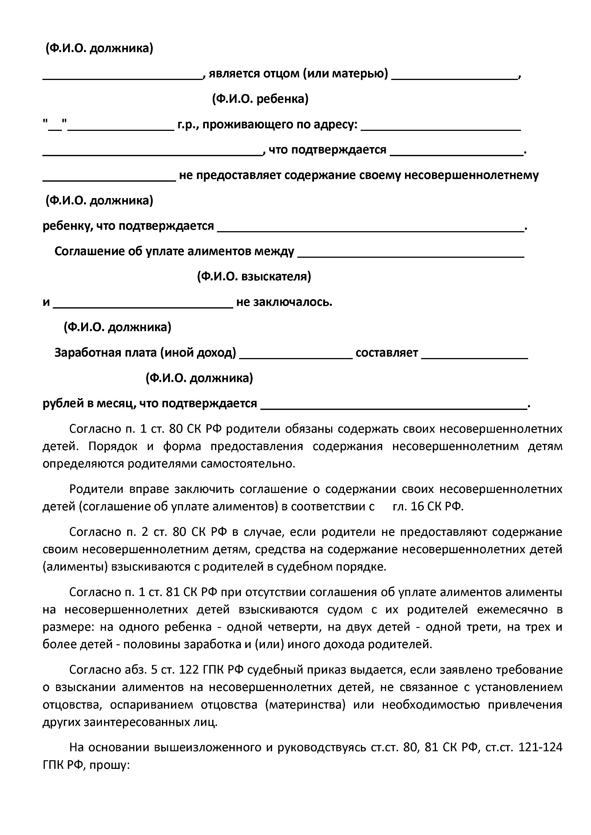 (Ф.И.О. должника)
________________________, является отцом (или матерью) ___________________,
(Ф.И.О. ребенка)
"__"________________ г.р., проживающего по адресу: ________________________
_________________________________, что подтверждается ____________________.
____________________ не предоставляет содержание своему несовершеннолетнему
(Ф.И.О. должника)
ребенку, что подтверждается ______________________________________________.
Соглашение об уплате алиментов между __________________________________
(Ф.И.О. взыскателя)
и ___________________________ не заключалось.
(Ф.И.О. должника)
Заработная плата (иной доход) _________________ составляет ________________
(Ф.И.О. должника)
рублей в месяц, что подтверждается ________________________________________.
Согласно п. 1 ст. 80 СК РФ родители обязаны содержать своих несовершеннолетних
детей. Порядок и форма предоставления содержания несовершеннолетним детям
определяются родителями самостоятельно.
Родители вправе заключить соглашение о содержании своих несовершеннолетних
детей (соглашение об уплате алиментов) в соответствии с гл. 16 СК РФ.
Согласно п. 2 ст. 80 СК РФ в случае, если родители не предоставляют содержание
своим несовершеннолетним детям, средства на содержание несовершеннолетних детей
(алименты) взыскиваются с родителей в судебном порядке.
Согласно п. 1 ст. 81 СК РФ при отсутствии соглашения об уплате алиментов алименты
на несовершеннолетних детей взыскиваются судом с их родителей ежемесячно в
размере: на одного ребенка - одной четверти, на двух детей - одной трети, на трех и
более детей - половины заработка и (или) иного дохода родителей.
Согласно абз. 5 ст. 122 ГПК РФ судебный приказ выдается, если заявлено требование
о взыскании алиментов на несовершеннолетних детей, не связанное с установлением
отцовства, оспариванием отцовства (материнства) или необходимостью привлечения
других заинтересованных лиц.
На основании вышеизложенного и руководствуясь ст.ст. 80, 81 СК РФ, ст.ст. 121-124
ГПК РФ, прошу: